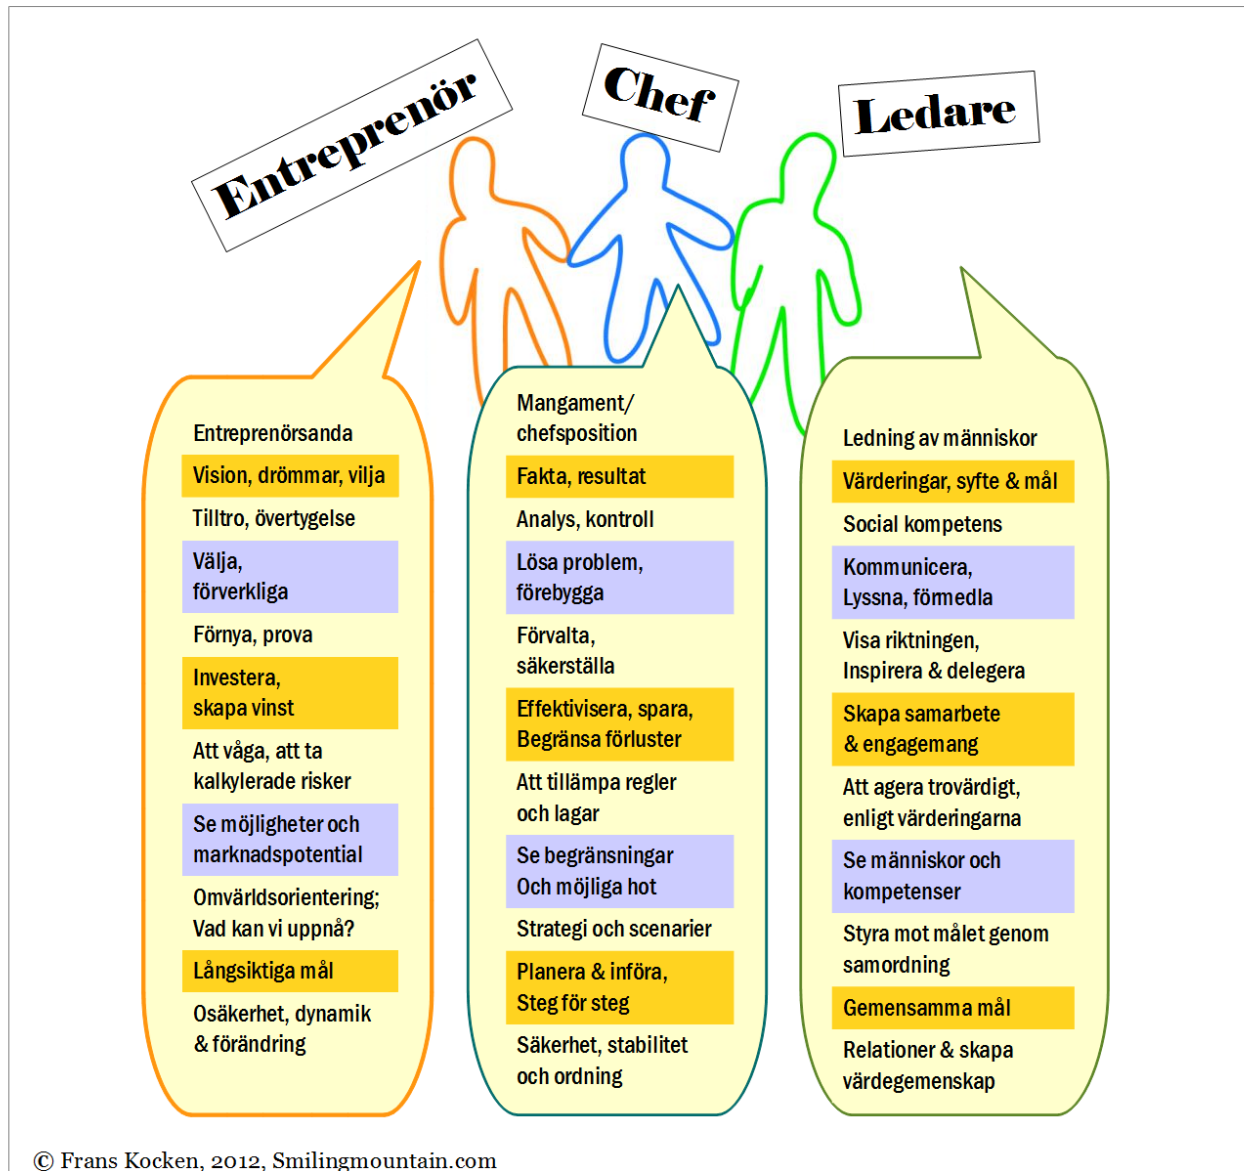 Entreprenör
Chef
Ledare
Entreprenörsanda
Vision, drömmar, vilja
Tilltro, övertygelse
Välja,
förverkliga
Förnya, prova
Investera,
skapa vinst
Att våga, att ta
kalkylerade risker
Se möjligheter och
marknadspotential
Omvärldsorientering;
Vad kan vi uppnå?
Långsiktiga mål
Osäkerhet, dynamik
& förändring
Mangament/
chefsposition
Fakta, resultat
Analys, kontroll
Lösa problem,
förebygga
Förvalta,
säkerställa
Effektivisera, spara,
Begränsa förluster
Att tillämpa regler
och lagar
Se begränsningar
Och möjliga hot
Strategi och scenarier
Planera & införa,
Steg för steg
Säkerhet, stabilitet
och ordning
Ledning av människor
Värderingar, syfte & mål
Social kompetens
Kommunicera,
Lyssna, förmedla
Visa riktningen,
Inspirera & delegera
Skapa samarbete
& engagemang
Att agera trovärdigt,
enligt värderingarna
Se människor och
kompetenser
Styra mot målet genom
samordning
Gemensamma mål
Relationer & skapa
värdegemenskap
© Frans Kocken, 2012, Smilingmountain.com